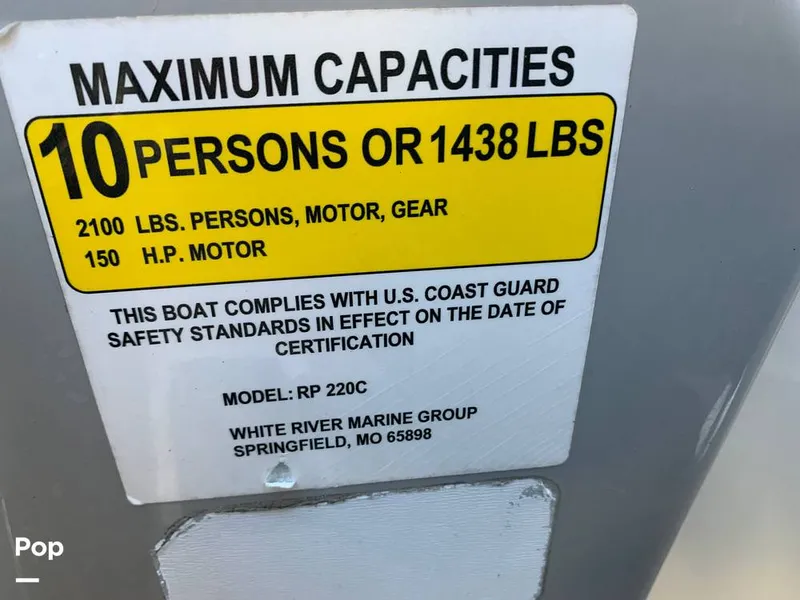 MAXIMUM CAPACITIES
10 PERSONS OR 1438 LBS
2100 LBS. PERSONS, MOTOR, GEAR
150 H.P. MOTOR
THIS BOAT COMPLIES WITH U.S. COAST GUARD
SAFETY STANDARDS IN EFFECT ON THE DATE OF
CERTIFICATION
MODEL: RP 220C
WHITE RIVER MARINE GROUP
SPRINGFIELD, MO 65898
Pop